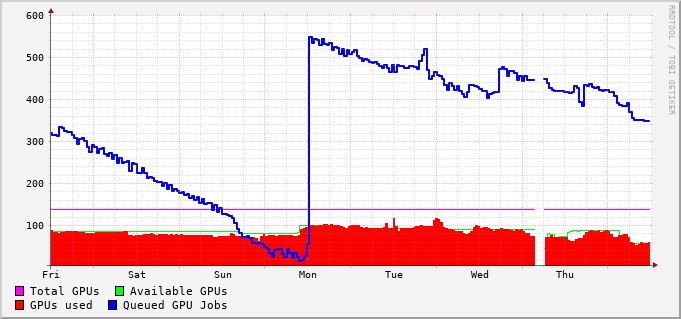 RRDTOOL / TOBI OETIKER
600
500
400
300
200
100
Fri Sat Sun Mon Tue Wed Thu
Total GPUs Available GPUs
GPUs used Queued GPU Jobs